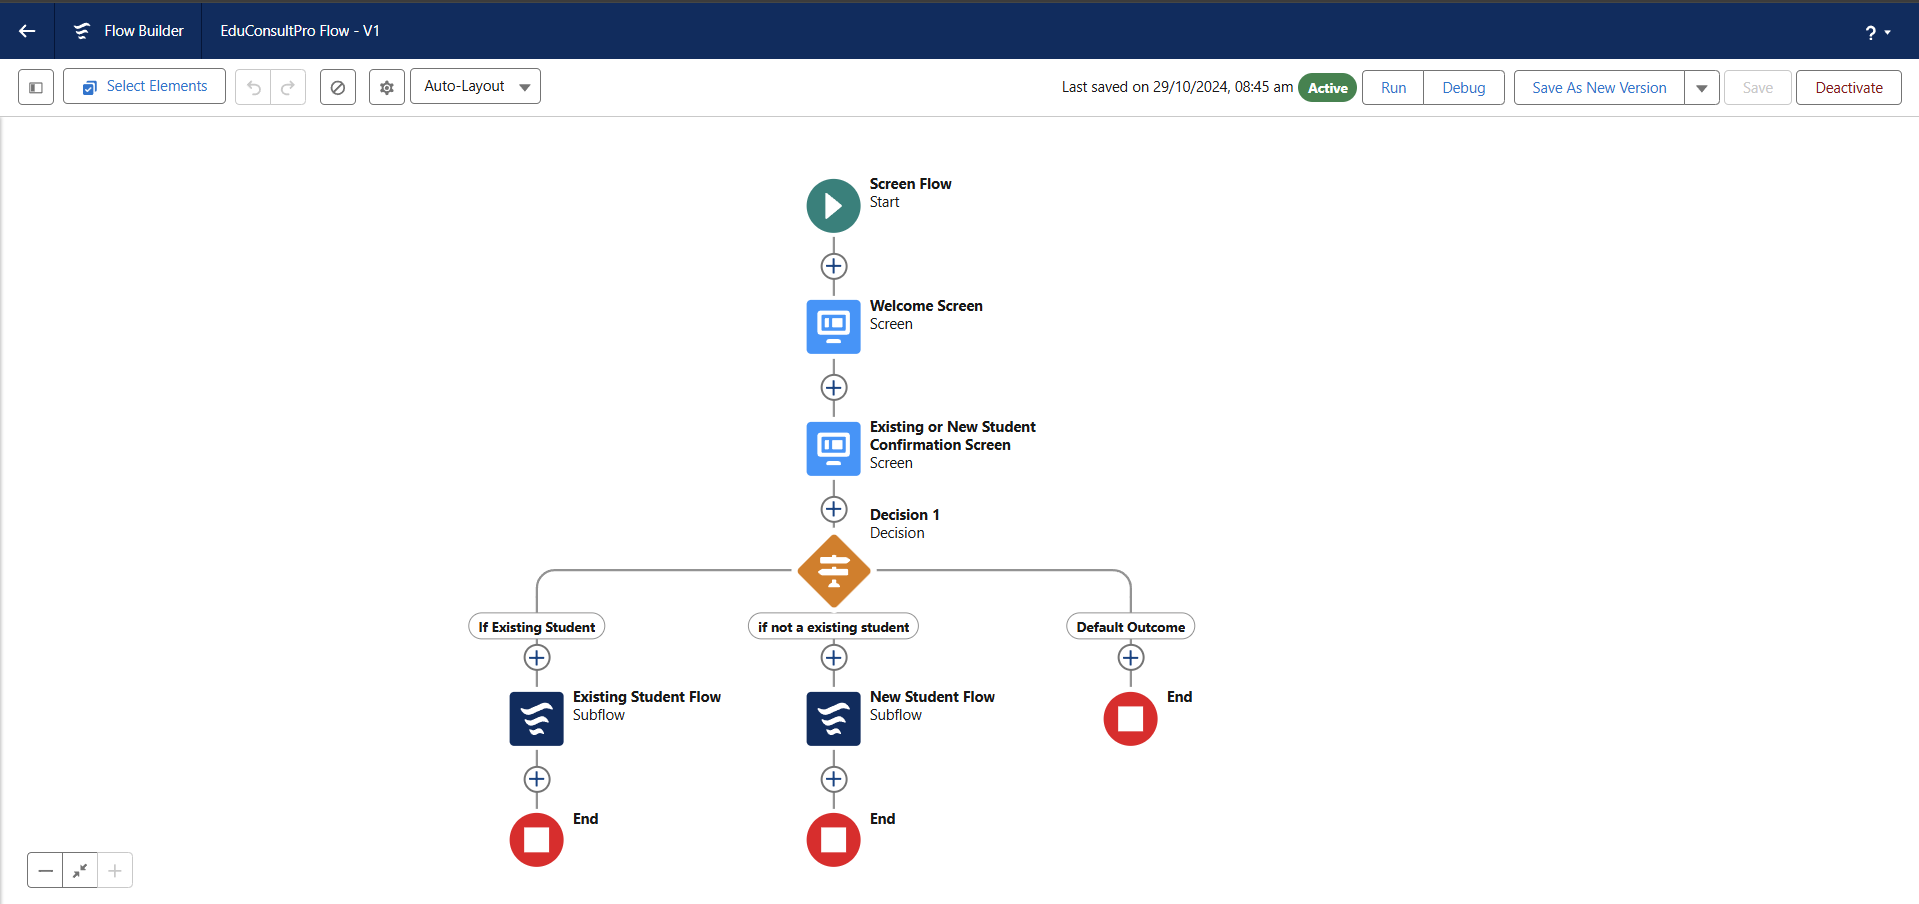 Flow Builder
EduConsultPro Flow - V1
?
Select Elements
Auto-Layout
Last saved on 29/10/2024, 08:45 am
Active
Run
Debug
Save As New Version
Save
Deactivate
Screen Flow
Start
Welcome Screen
Screen
Existing or New Student
Confirmation Screen
Screen
Decision 1
Decision
If Existing Student
if not a existing student
Default Outcome
Existing Student Flow
Subflow
New Student Flow
Subflow
End
End
End